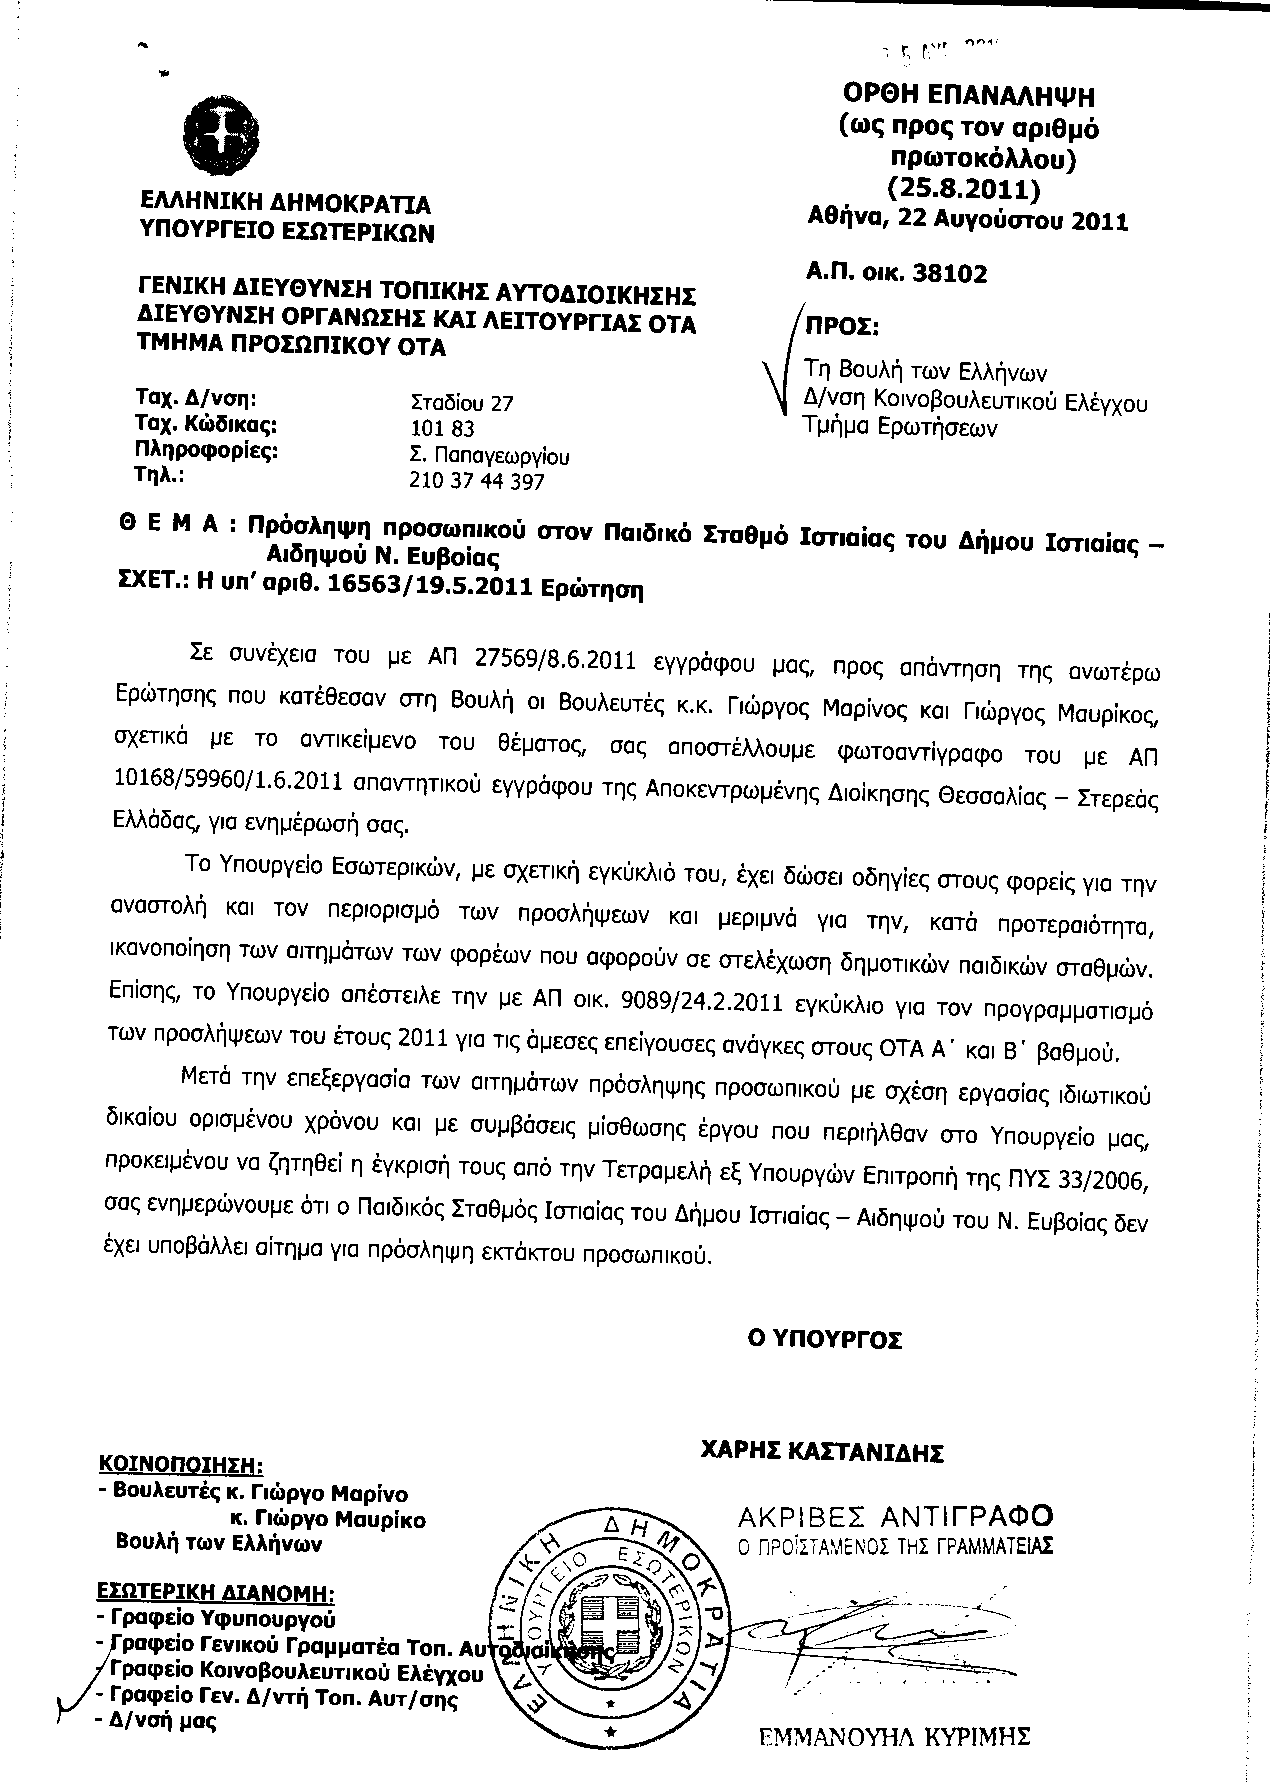 ΟΡΘΗ ΕΠΑΝΑΛΗΨΗ
(ως προς τον αριθμό
πρωτοκόλλου)
(25.8.2011)
Αθήνα, 22 Αυγούστου 2011
Α.Π. οικ. 38102
ΕΛΛΗΝΙΚΗ ΔΗΜΟΚΡΑΤΙΑ
ΥΠΟΥΡΓΕΙΟ ΕΣΩΤΕΡΙΚΩΝ
ΓΕΝΙΚΗ ΔΙΕΥΘΥΝΣΗ ΤΟΠΙΚΗΣ ΑΥΤΟΔΙΟΙΚΗΣΗΣ
ΔΙΕΥΘΥΝΣΗ ΟΡΓΑΝΩΣΗΣ ΚΑΙ ΛΕΙΤΟΥΡΓΙΑΣ ΟΤΑ
ΤΜΗΜΑ ΠΡΟΣΩΠΙΚΟΥ ΟΤΑ
ΠΡΟΣ:
Τη Βουλή των Ελλήνων
Δ/νση Κοινοβουλευτικού Ελέγχου
Τμήμα Ερωτήσεων
Ταχ. Δ/νση: Σταδίου 27
Ταχ. Κώδικας: 101 83
Πληροφορίες: Σ. Παπαγεωργίου
Τηλ.: 210 37 44 397
Θ Ε Μ Α : Πρόσληψη προσωπικού στον Παιδικό Σταθμό Ιστιαίας του Δήμου Ιστιαίας –
Αιδηψού Ν. Ευβοίας
ΣΧΕΤ.: Η υπ' αριθ. 16563/19.5.2011 Ερώτηση
Σε συνέχεια του με ΑΠ 27569/8.6.2011 εγγράφου μας, προς απάντηση της ανωτέρω
Ερώτησης που κατέθεσαν στη Βουλή οι Βουλευτές κ.κ. Γιώργος Μαρίνος και Γιώργος Μαυρίκος,
σχετικά με το αντικείμενο του θέματος, σας αποστέλλουμε φωτοαντίγραφο του με ΑΠ
10168/59960/1.6.2011 απαντητικού εγγράφου της Αποκεντρωμένης Διοίκησης Θεσσαλίας – Στερεάς
Ελλάδας, για ενημέρωσή σας.
Το Υπουργείο Εσωτερικών, με σχετική εγκύκλιό του, έχει δώσει οδηγίες στους φορείς για την
αναστολή και τον περιορισμό των προσλήψεων και μεριμνά για την, κατά προτεραιότητα,
ικανοποίηση των αιτημάτων των φορέων που αφορούν σε στελέχωση δημοτικών παιδικών σταθμών.
Επίσης, το Υπουργείο απέστειλε την με ΑΠ οικ. 9089/24.2.2011 εγκύκλιο για τον προγραμματισμό
των προσλήψεων του έτους 2011 για τις άμεσες επείγουσες ανάγκες στους ΟΤΑ Α΄ και Β΄ βαθμού.
Μετά την επεξεργασία των αιτημάτων πρόσληψης προσωπικού με σχέση εργασίας ιδιωτικού
δικαίου ορισμένου χρόνου και με συμβάσεις μίσθωσης έργου που περιήλθαν στο Υπουργείο μας,
προκειμένου να ζητηθεί η έγκρισή τους από την Τετραμελή εξ Υπουργών Επιτροπή της ΠΥΣ 33/2006,
σας ενημερώνουμε ότι ο Παιδικός Σταθμός Ιστιαίας του Δήμου Ιστιαίας – Αιδηψού του Ν. Ευβοίας δεν
έχει υποβάλλει αίτημα για πρόσληψη εκτάκτου προσωπικού.
Ο ΥΠΟΥΡΓΟΣ
ΧΑΡΗΣ ΚΑΣΤΑΝΙΔΗΣ
ΚΟΙΝΟΠΟΙΗΣΗ:
- Βουλευτές κ. Γιώργο Μαρίνο
κ. Γιώργο Μαυρίκο
Βουλή των Ελλήνων
ΕΣΩΤΕΡΙΚΗ ΔΙΑΝΟΜΗ:
- Γραφείο Υφυπουργού
- Γραφείο Γενικού Γραμματέα Τοπ. Αυτοδιοίκησης
- Γραφείο Κοινοβουλευτικού Ελέγχου
- Γραφείο Γεν. Δ/ντή Τοπ. Αυτ/σης
- Δ/νσή μας
ΕΛΛΗΝΙΚΗ ΔΗΜΟΚΡΑΤΙΑ
ΥΠΟΥΡΓΕΙΟ ΕΣΩΤΕΡΙΚΩΝ
ΑΚΡΙΒΕΣ ΑΝΤΙΓΡΑΦΟ
Ο ΠΡΟΪΣΤΑΜΕΝΟΣ ΤΗΣ ΓΡΑΜΜΑΤΕΙΑΣ
ΕΜΜΑΝΟΥΗΛ ΚΥΡΙΜΗΣ